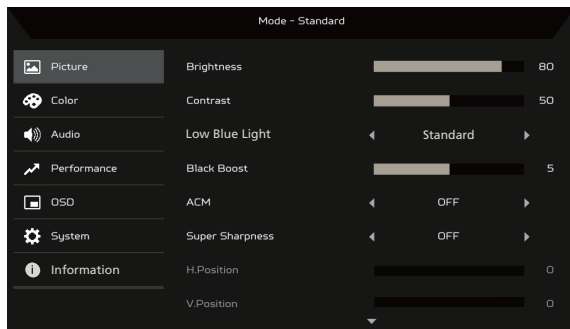 Mode - Standard
Picture
Color
Audio
Performance
OSD
System
Information
Brightness 80
Contrast 50
Low Blue Light Standard
Black Boost 5
ACM OFF
Super Sharpness OFF
H.Position 0
V.Position 0